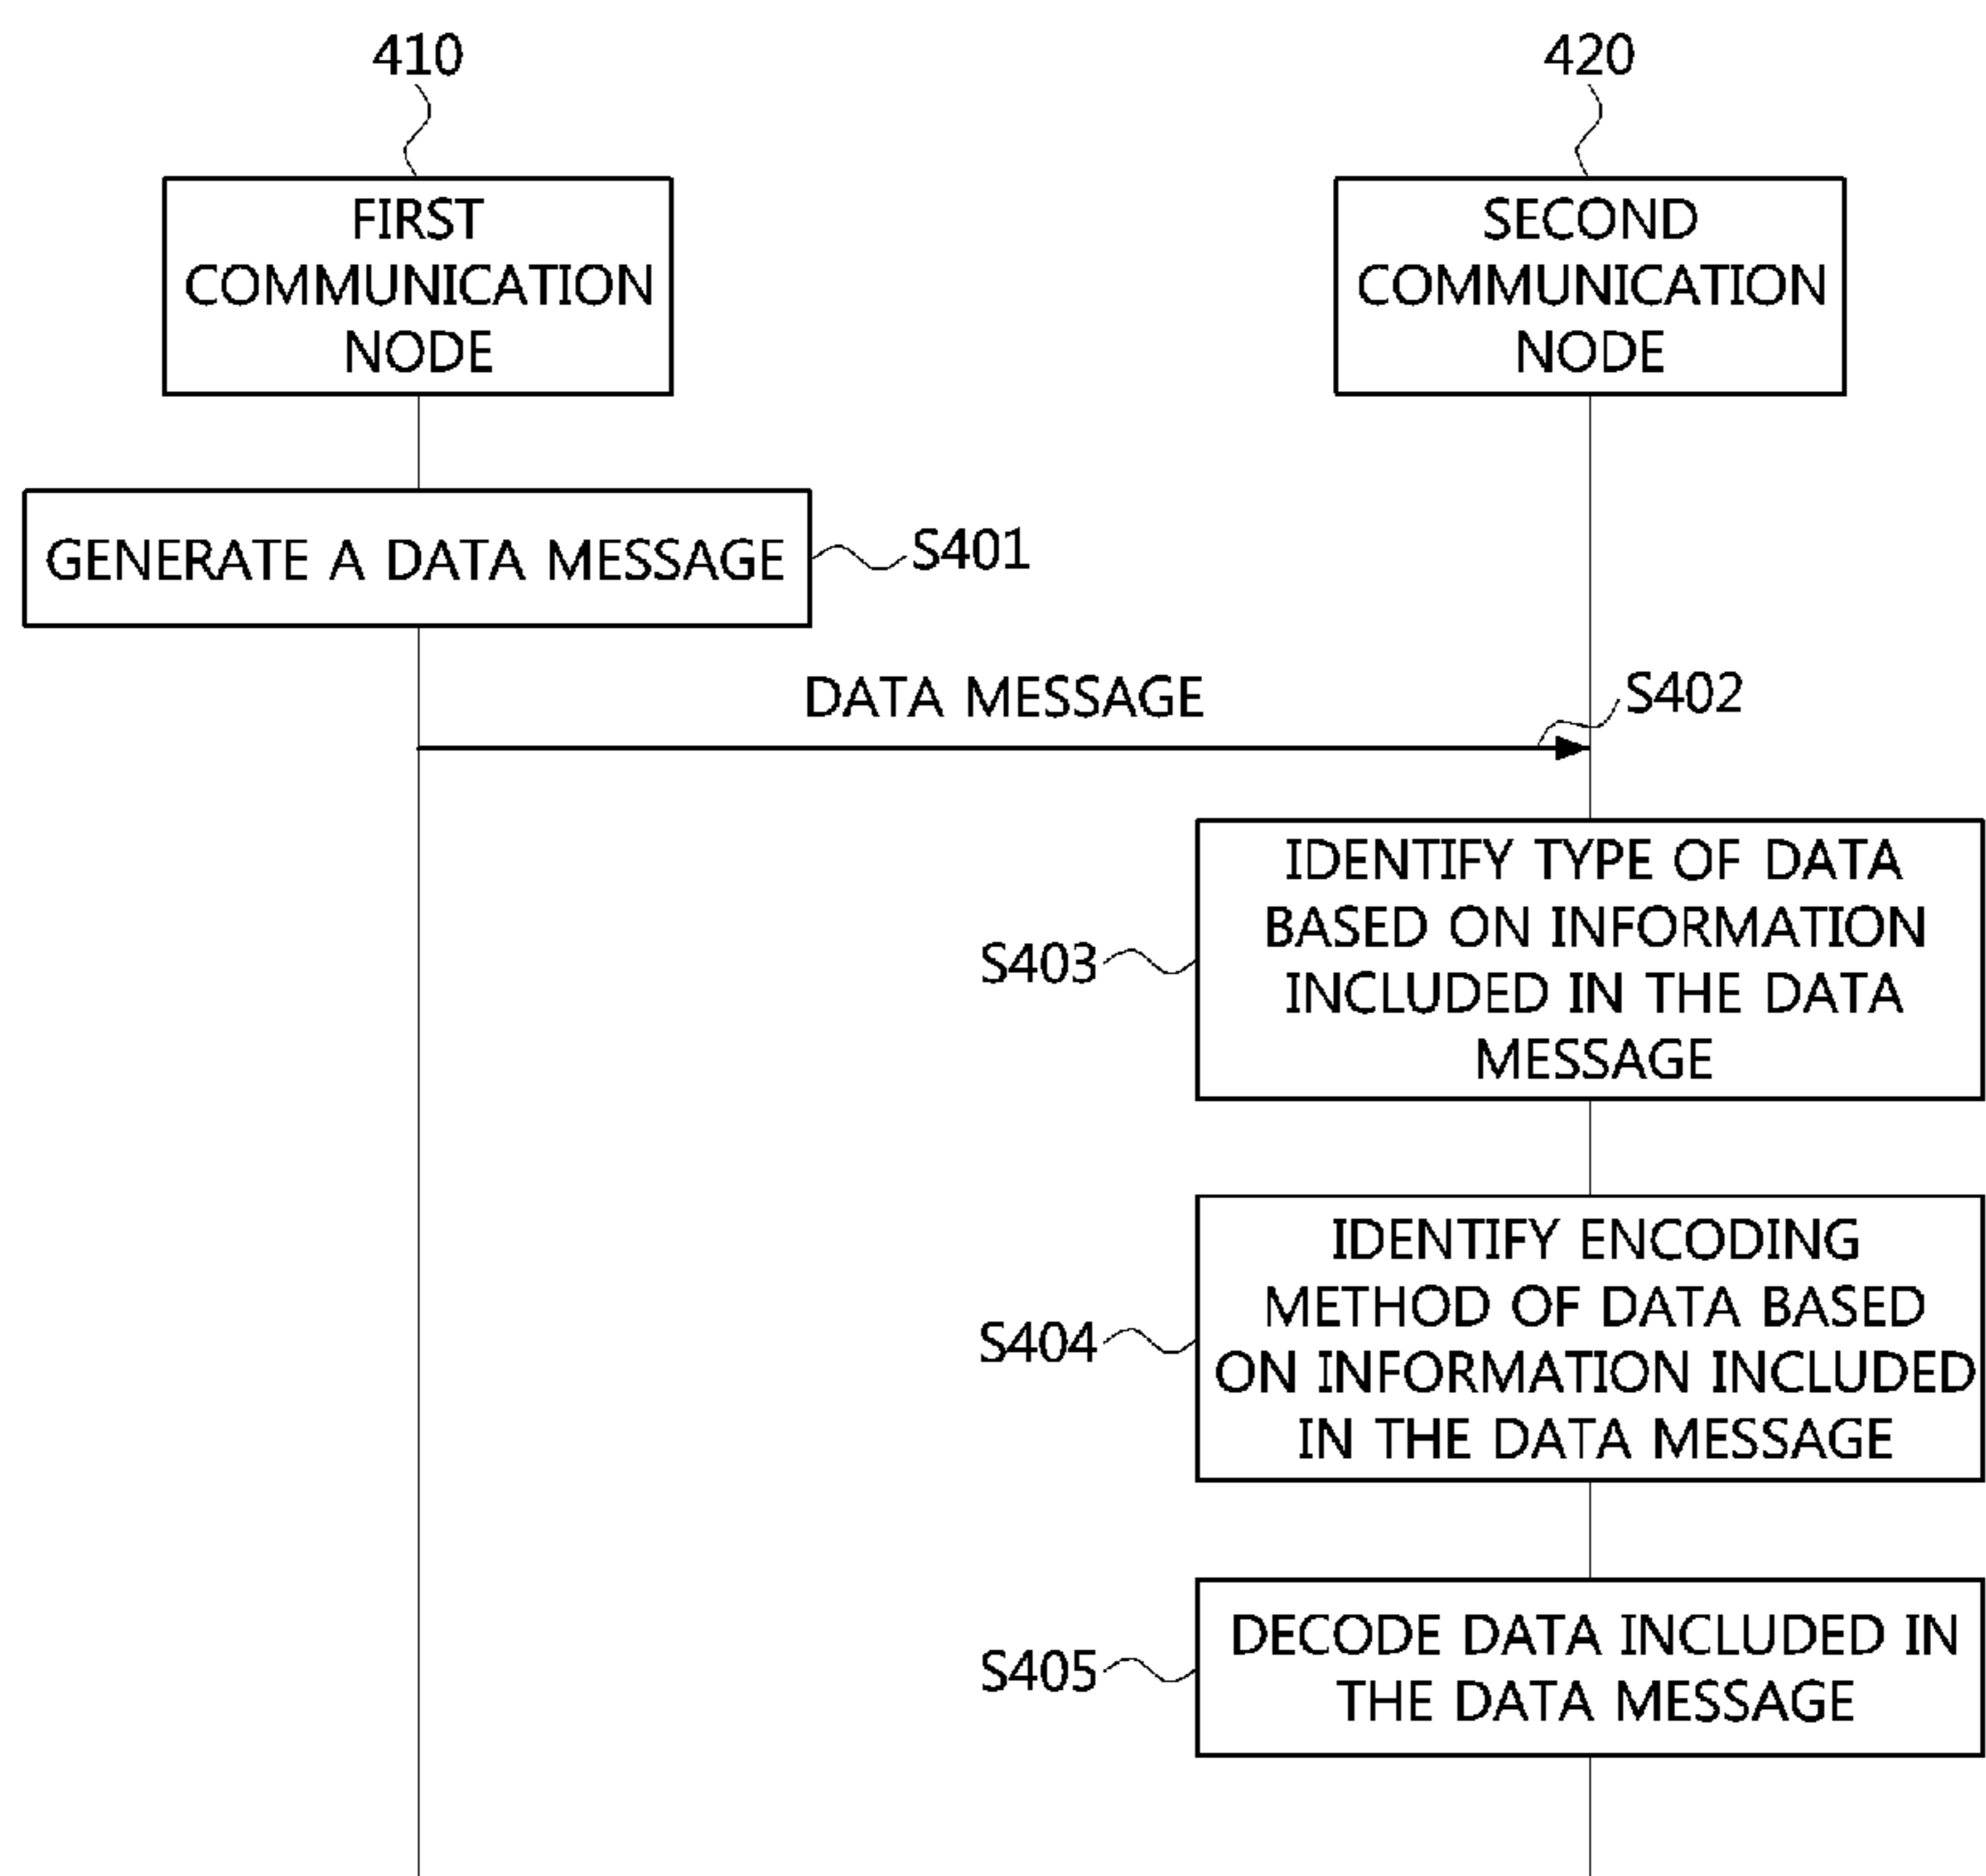 410
420
FIRST
COMMUNICATION
NODE
SECOND
COMMUNICATION
NODE
GENERATE A DATA MESSAGE
S401
DATA MESSAGE
S402
IDENTIFY TYPE OF DATA
BASED ON INFORMATION
INCLUDED IN THE DATA
MESSAGE
S403
IDENTIFY ENCODING
METHOD OF DATA BASED
ON INFORMATION INCLUDED
IN THE DATA MESSAGE
S404
DECODE DATA INCLUDED IN
THE DATA MESSAGE
S405